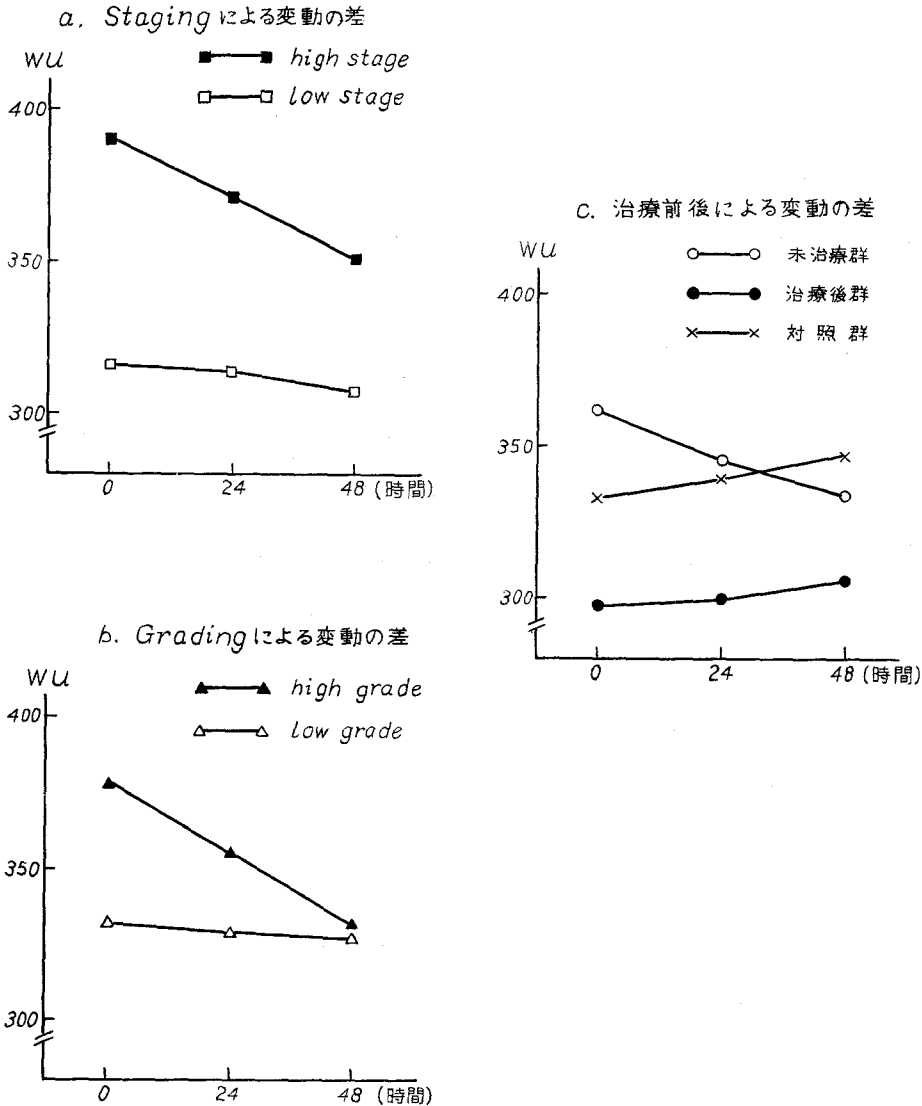 a. Stagingによる変動の差
WU
high stage
low stage
400
350
300
0 24 48 (時間)
b. Gradingによる変動の差
WU
high grade
low grade
400
350
300
0 24 48 (時間)
c. 治療前後による変動の差
WU
未治療群
治療後群
対照群
400
350
300
0 24 48 (時間)